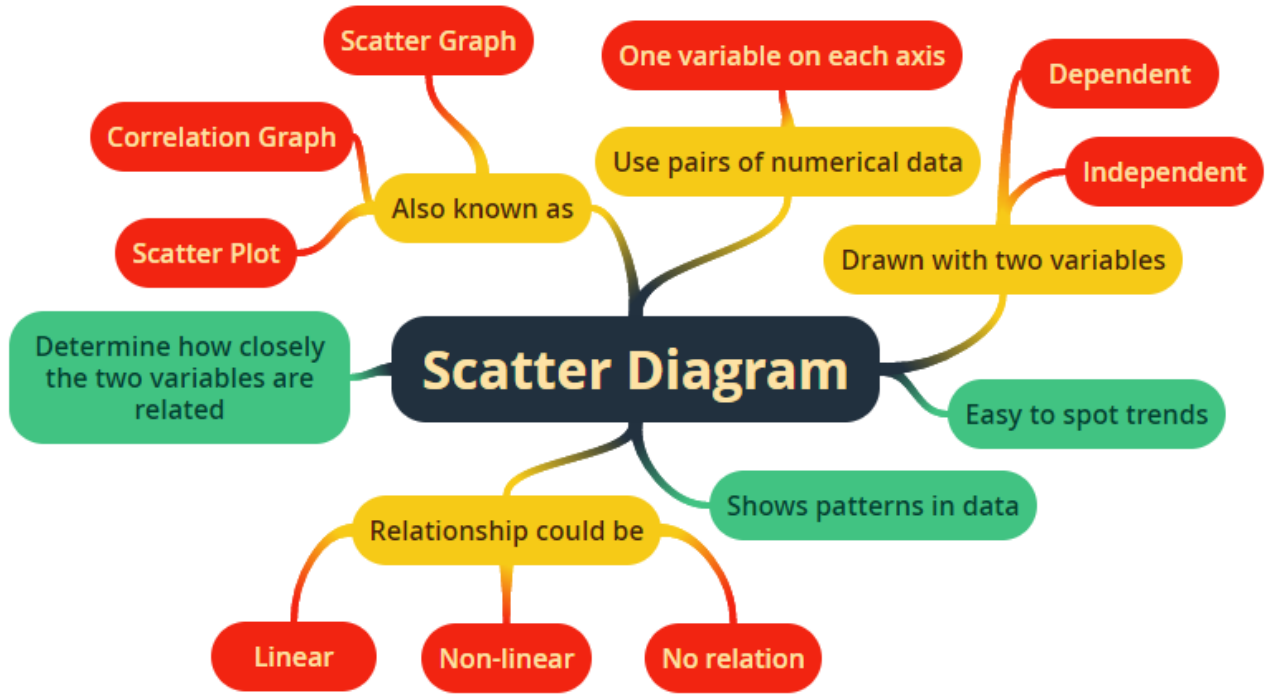 Scatter Graph
One variable on each axis
Dependent
Correlation Graph
Use pairs of numerical data
Independent
Also known as
Scatter Plot
Drawn with two variables
Determine how closely
the two variables are
related
Scatter Diagram
Easy to spot trends
Shows patterns in data
Relationship could be
Linear
Non-linear
No relation